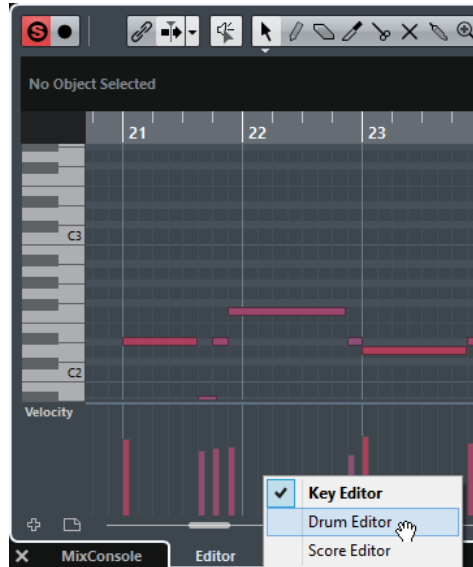 S
No Object Selected
21 22 23
C3
C2
Velocity
Key Editor
Drum Editor
Score Editor
MixConsole Editor